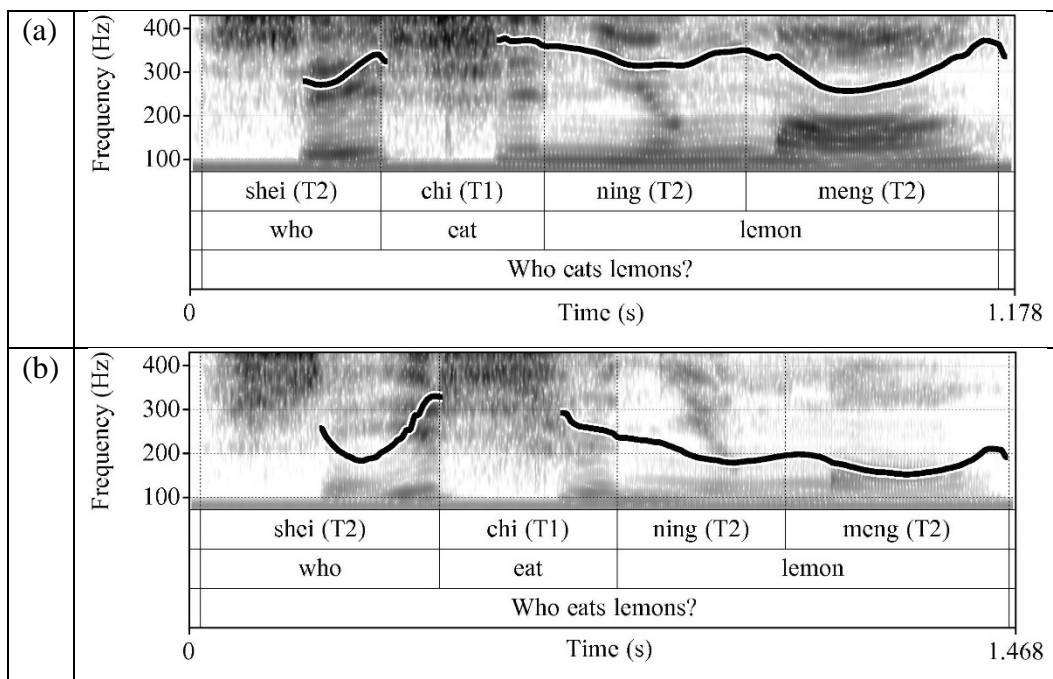 (a)
Frequency (Hz)
400
300
200
100
shei (T2) chi (T1) ning (T2) meng (T2)
who eat lemon
Who eats lemons?
0 Time (s) 1.178
(b)
Frequency (Hz)
400
300
200
100
shei (T2) chi (T1) ning (T2) meng (T2)
who eat lemon
Who eats lemons?
0 Time (s) 1.468